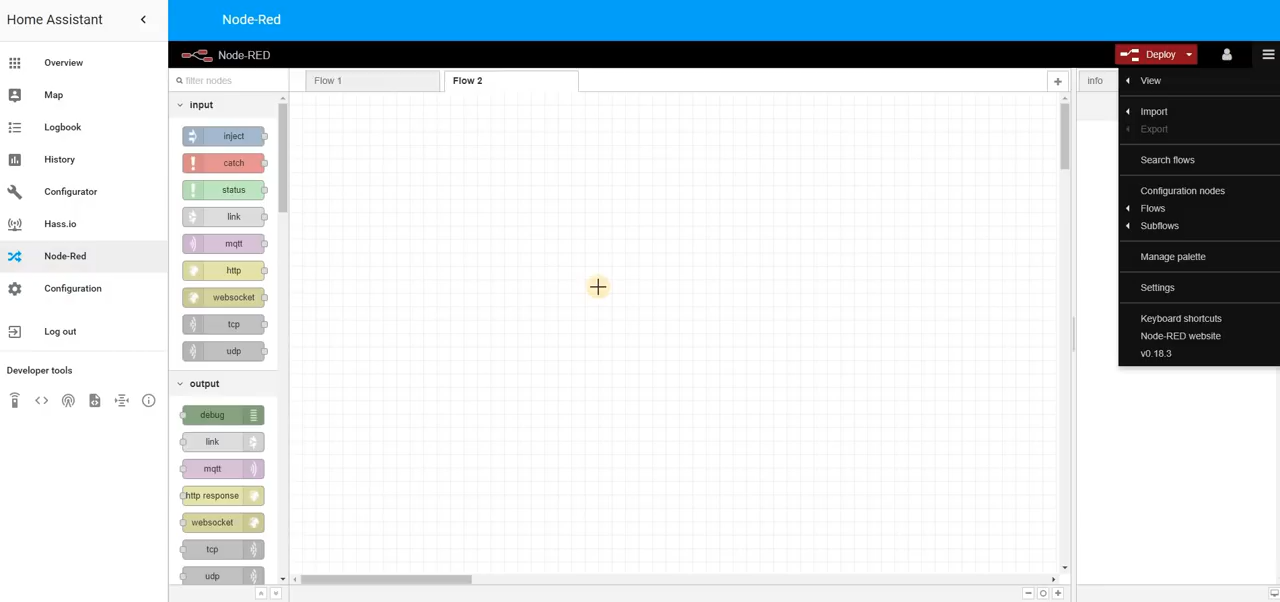 Home Assistant
Node-Red
Overview
Map
Logbook
History
Configurator
Hass.io
Node-Red
Configuration
Log out
Developer tools
Node-RED
Deploy
filter nodes
Flow 1
Flow 2
info
input
inject
catch
status
link
mqtt
http
websocket
tcp
udp
output
debug
link
mqtt
http response
websocket
tcp
udp
View
Import
Export
Search flows
Configuration nodes
Flows
Subflows
Manage palette
Settings
Keyboard shortcuts
Node-RED website
v0.18.3